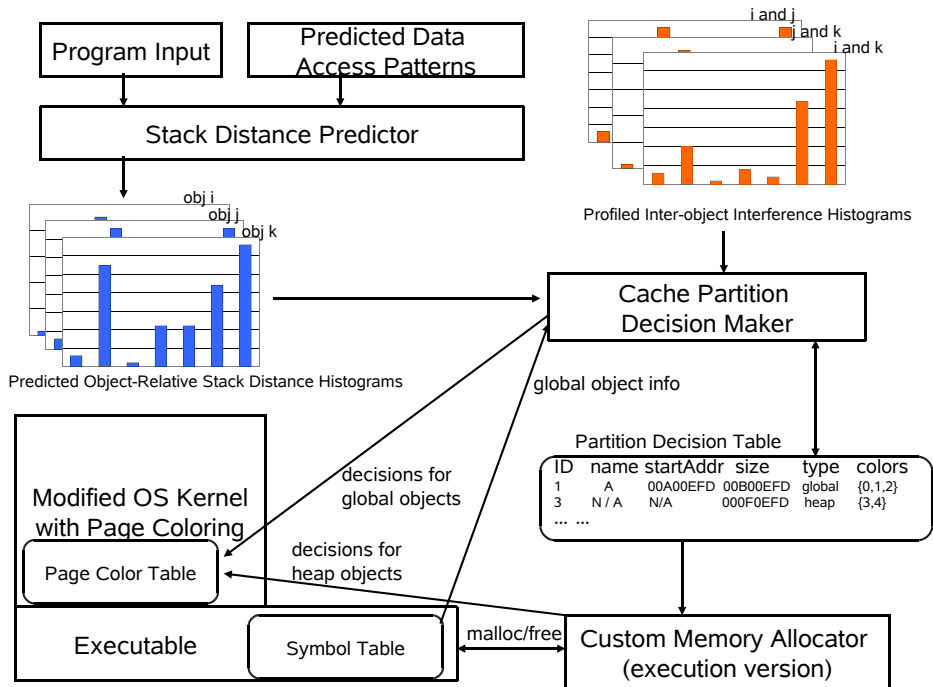 Program Input
Predicted Data
Access Patterns
Stack Distance Predictor
i and j
j and k
i and k
Profiled Inter-object Interference Histograms
obj i
obj j
obj k
Predicted Object-Relative Stack Distance Histograms
Cache Partition
Decision Maker
global object info
Partition Decision Table
ID name startAddr size type colors
1 A 00A00EFD 00B00EFD global {0,1,2}
3 N / A N/A 000F0EFD heap {3,4}
... ...
decisions for
global objects
Modified OS Kernel
with Page Coloring
Page Color Table
decisions for
heap objects
Executable
Symbol Table
malloc/free
Custom Memory Allocator
(execution version)